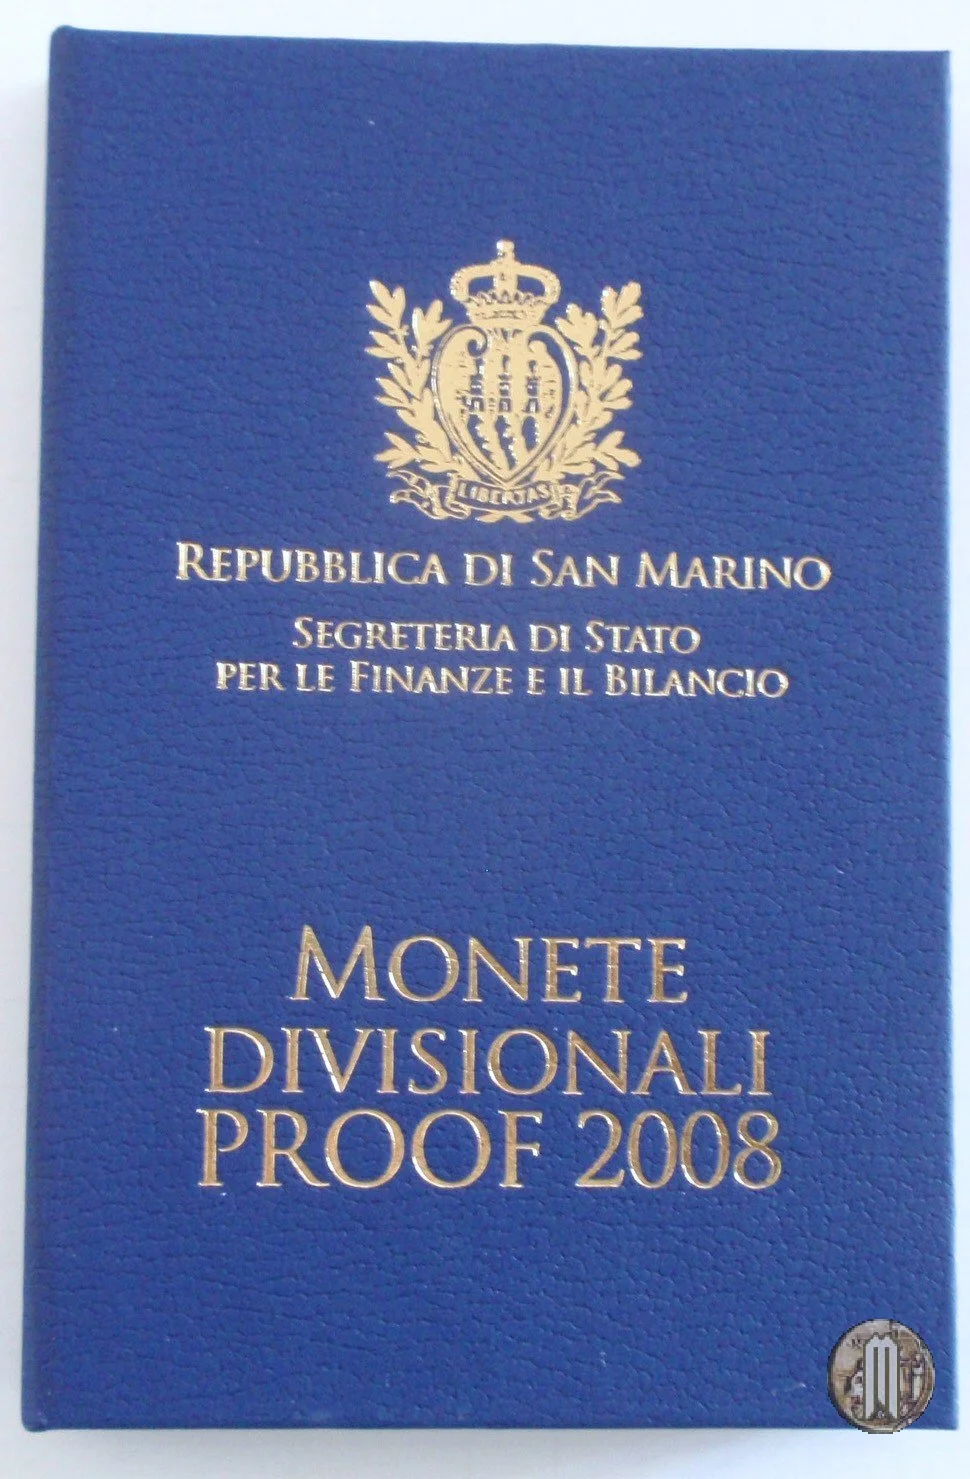 LIBERTAS
REPUBBLICA DI SAN MARINO
SEGRETERIA DI STATO
PER LE FINANZE E IL BILANCIO
MONETE
DIVISIONALI
PROOF 2008